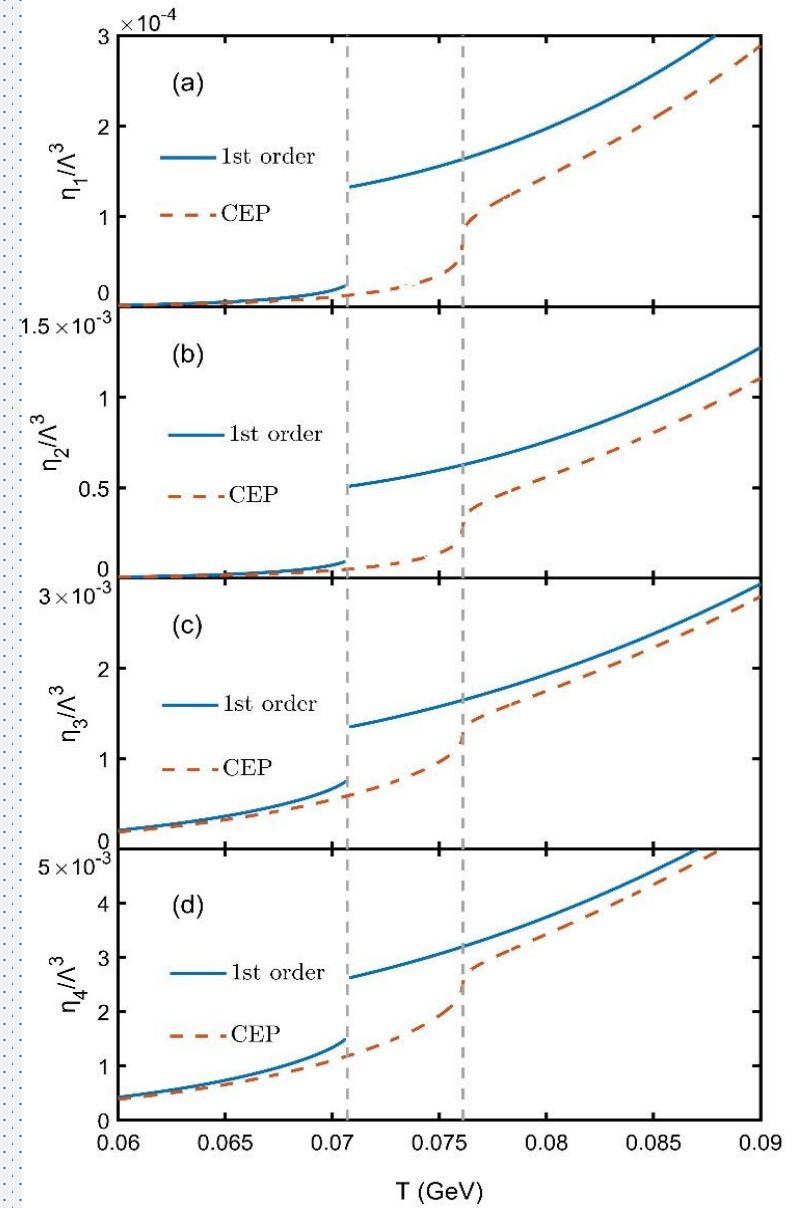 ×10⁻⁴
3
(a)
2
1st order
η₁/Λ³
CEP
1
0
1.5 ×10⁻³
(b)
1
1st order
η₂/Λ³
CEP
0.5
0
3 ×10⁻³
(c)
2
1st order
η₃/Λ³
CEP
1
0
5 ×10⁻³
(d)
4
3
1st order
η₄/Λ³
2
CEP
1
0
0.06 0.065 0.07 0.075 0.08 0.085 0.09
T (GeV)